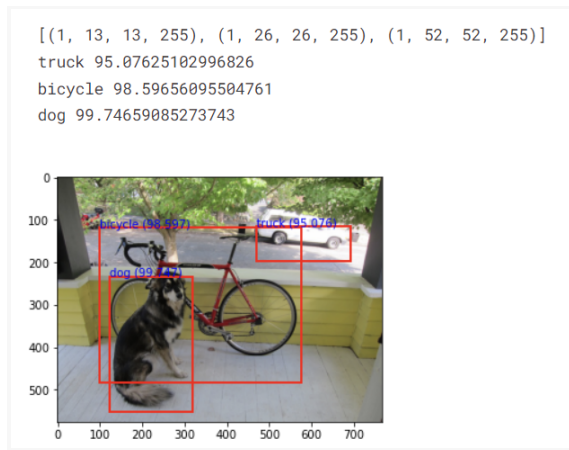 [(1, 13, 13, 255), (1, 26, 26, 255), (1, 52, 52, 255)]
truck 95.07625102996826
bicycle 98.59656095504761
dog 99.74659085273743
0
100
bicycle (98.597)
truck (95.076)
200
dog (99.747)
300
400
500
0 100 200 300 400 500 600 700